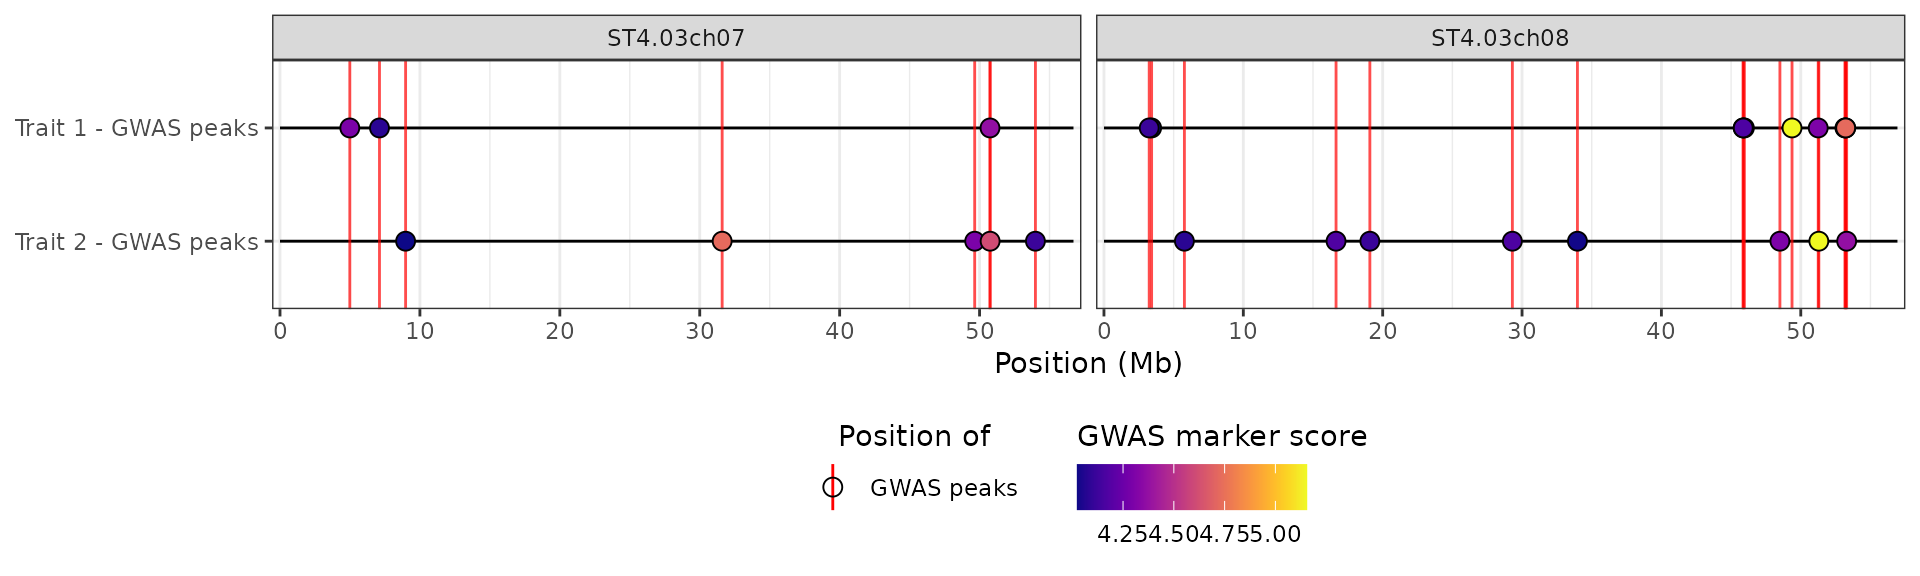 ST4.03ch07 ST4.03ch08
Trait 1 - GWAS peaks
Trait 2 - GWAS peaks
0 10 20 30 40 50 0 10 20 30 40 50
Position (Mb)
Position of GWAS marker score
GWAS peaks
4.254.504.755.00